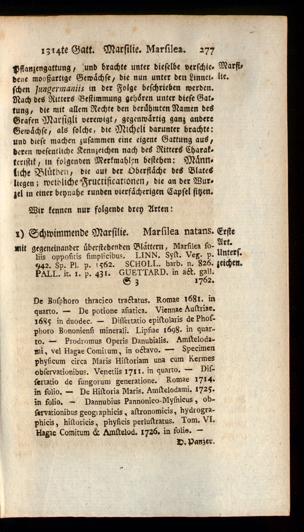 1314te Gatt. Marsilie. Marsilea. 277
Pflanzengattung, und brachte unter dieselbe verschie- Marsi-
dene moosartige Gewächse, die nun unter den Linnei- lie.
schen Jungermaniis in der Folge beschrieben werden.
Nach des Ritters Bestimmung gehören unter diese Gat-
tung, die mit allem Rechte den berühmten Namen des
Grafen Marsigli verewigt, gegenwärtig ganz andere
Gewächse, als solche, die Micheli darunter brachte:
und diese machen zusammen eine eigene Gattung aus,
deren wesentliche Kennzeichen nach des Ritters Charak-
teristik, in folgenden Merkmahlen bestehen: Männ-
liche Blüthen, die auf der Oberfläche des Blates
liegen; weibliche Fructificationen, die an der Wur-
zel in einer beynahe runden vierfächerigen Capsel sitzen.
Wir kennen nur folgende drey Arten:
1) Schwimmende Marsilie. Marsilea natans. Erste
Art.
mit gegeneinander überstehenden Blättern, Marsilea fo- Unters.
liis oppositis simplicibus. LINN. Syst. Veg. p. zeichen.
942. Sp. Pl. p. 1562. SCHOLL. barb. n. 826.
PALL. it. 1. p. 431. GUETTARD. in act. gall.
S 3 1762.
De Bosphoro thracico tractatus. Romae 1681. in
quarto. — De potione asiatica. Viennae Austriae.
1685 in duodec. — Dissertatio epistolaris de Phos-
phoro Bononiensi minerali. Lipsiae 1698. in quar-
to. — Prodromus Operis Danubialis. Amsteloda-
mi, vel Hagae Comitum, in octavo. — Specimen
physicum circa Maris Historiam una cum Kermes
observationibus. Venetiis 1711. in quarto. — Dis-
sertatio de fungorum generatione. Romae 1714.
in folio. — De Historia Maris. Amstelodami. 1725.
in folio. — Dannubius Pannonico-Mysicus, ob-
servationibus geographicis, astronomicis, hydrogra-
phicis, historicis, physicis perlustratus. Tom. VI.
Hagae Comitum & Amstelod. 1726. in folio. —
D. Panzer.